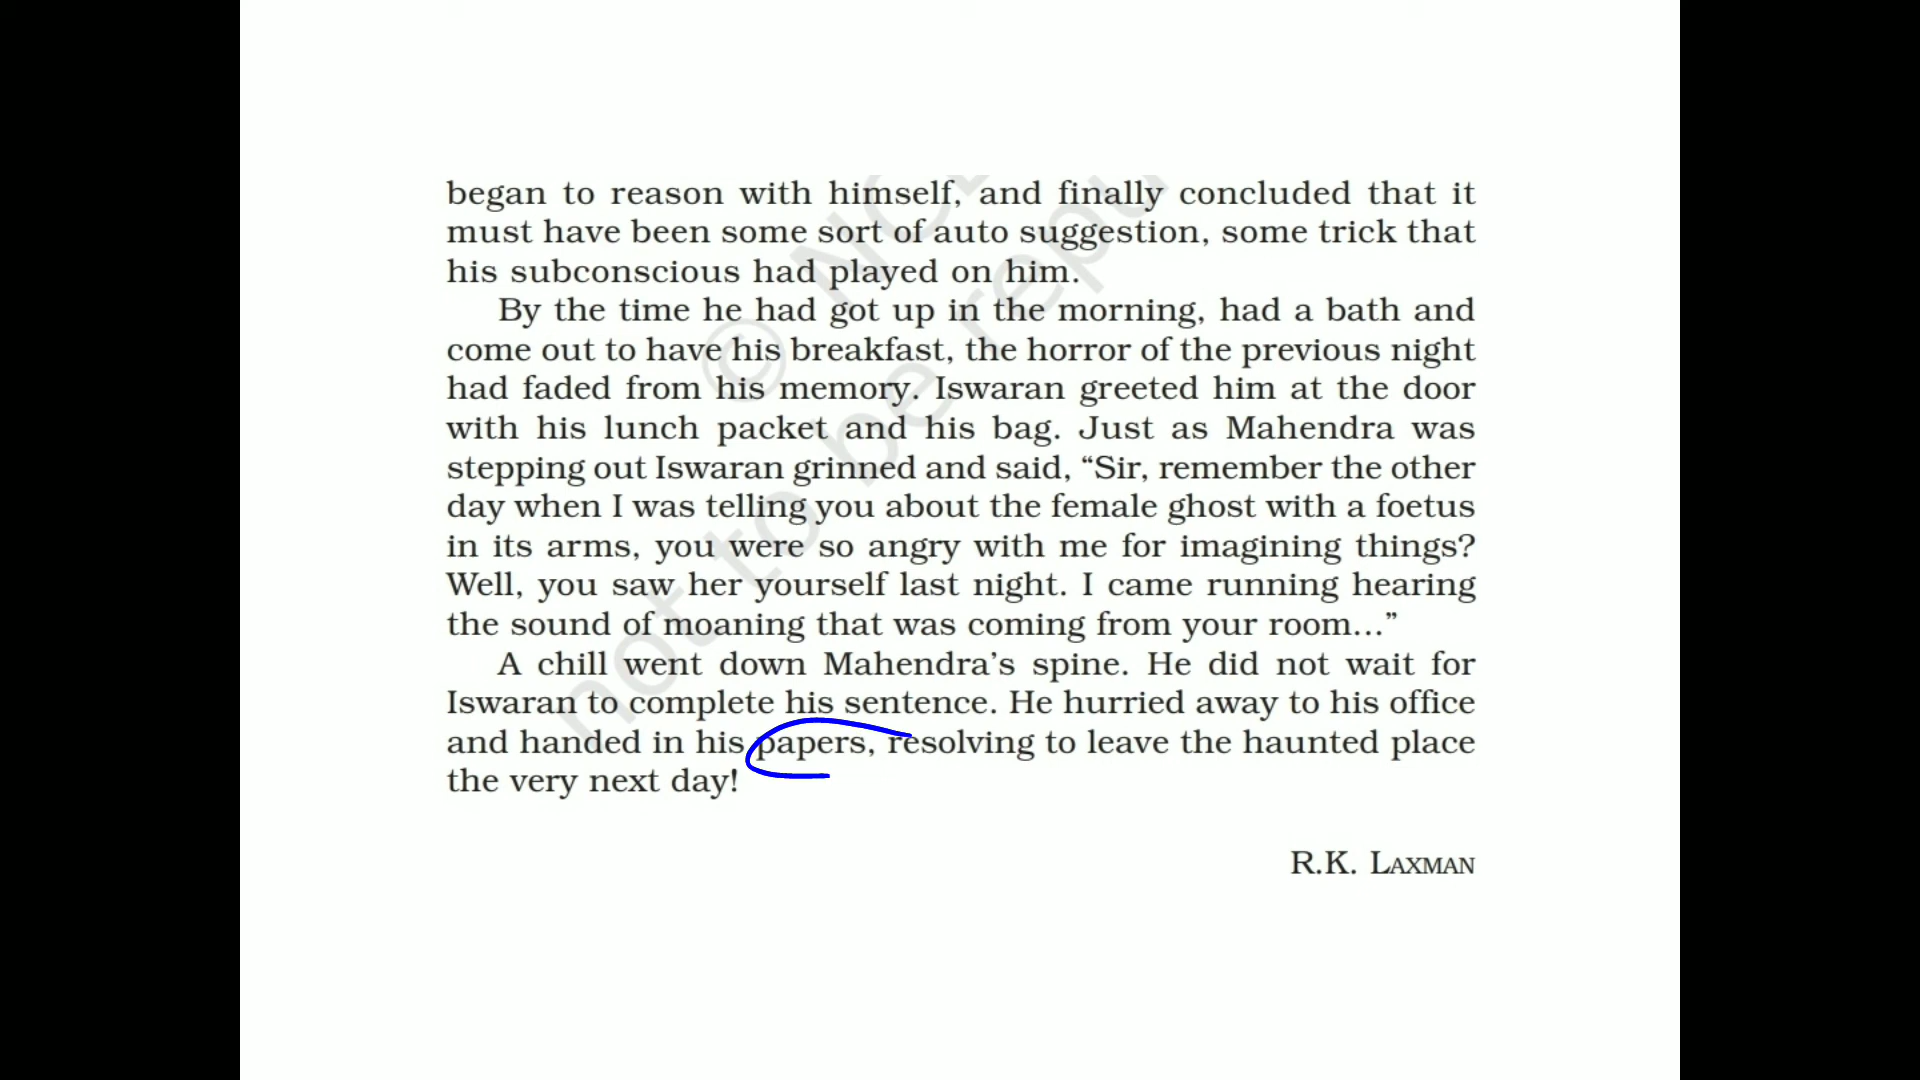 began to reason with himself, and finally concluded that it
must have been some sort of auto suggestion, some trick that
his subconscious had played on him.
By the time he had got up in the morning, had a bath and
come out to have his breakfast, the horror of the previous night
had faded from his memory. Iswaran greeted him at the door
with his lunch packet and his bag. Just as Mahendra was
stepping out Iswaran grinned and said, “Sir, remember the other
day when I was telling you about the female ghost with a foetus
in its arms, you were so angry with me for imagining things?
Well, you saw her yourself last night. I came running hearing
the sound of moaning that was coming from your room...”
A chill went down Mahendra’s spine. He did not wait for
Iswaran to complete his sentence. He hurried away to his office
and handed in his papers, resolving to leave the haunted place
the very next day!
R.K. LAXMAN
not to be